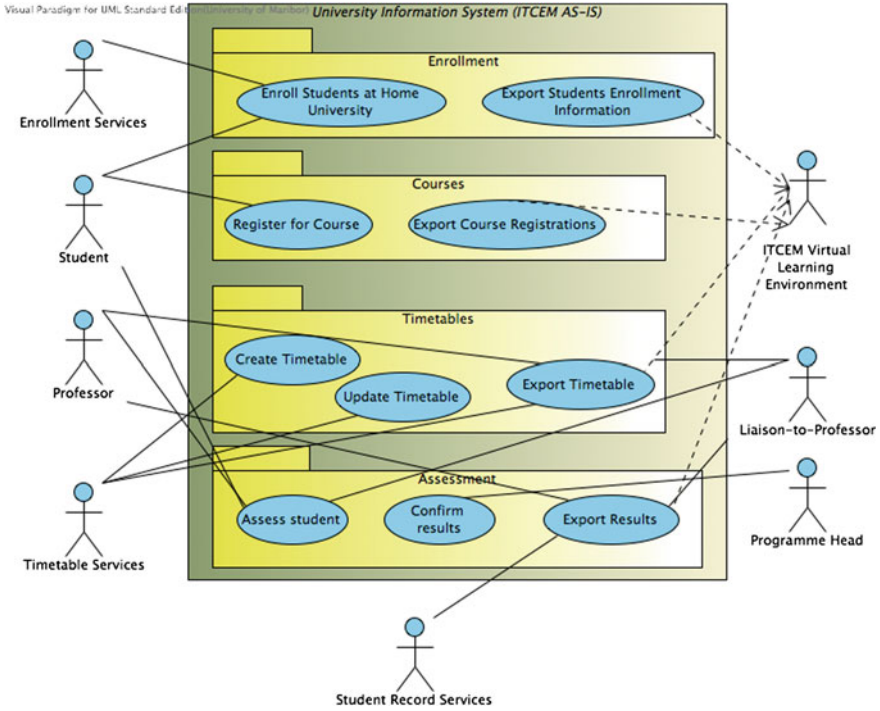 Visual Paradigm for UML Standard Edition(University of Maribor)
University Information System (ITCEM AS-IS)
Enrollment
Enroll Students at Home
University
Export Students Enrollment
Information
Enrollment Services
Courses
Register for Course
Export Course Registrations
Student
ITCEM Virtual
Learning
Environment
Timetables
Create Timetable
Update Timetable
Export Timetable
Professor
Liaison-to-Professor
Assessment
Assess student
Confirm
results
Export Results
Timetable Services
Programme Head
Student Record Services